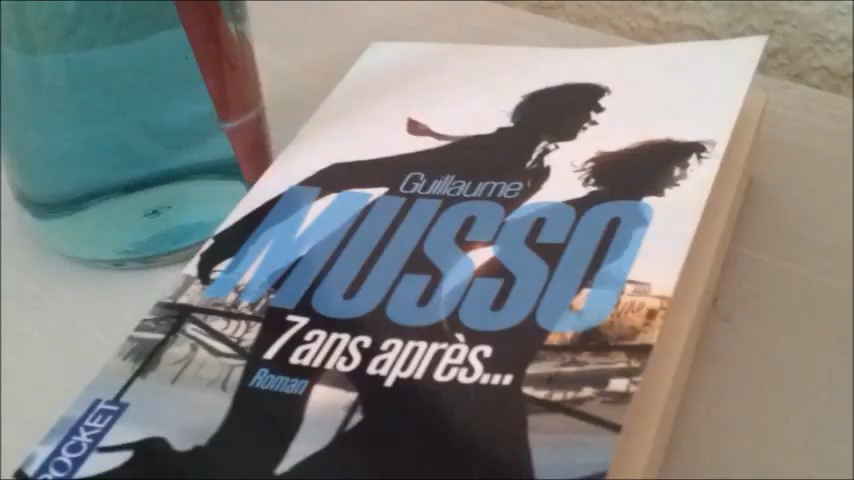 Guillaume
MUSSO
7 ans après...
Roman
POCKET